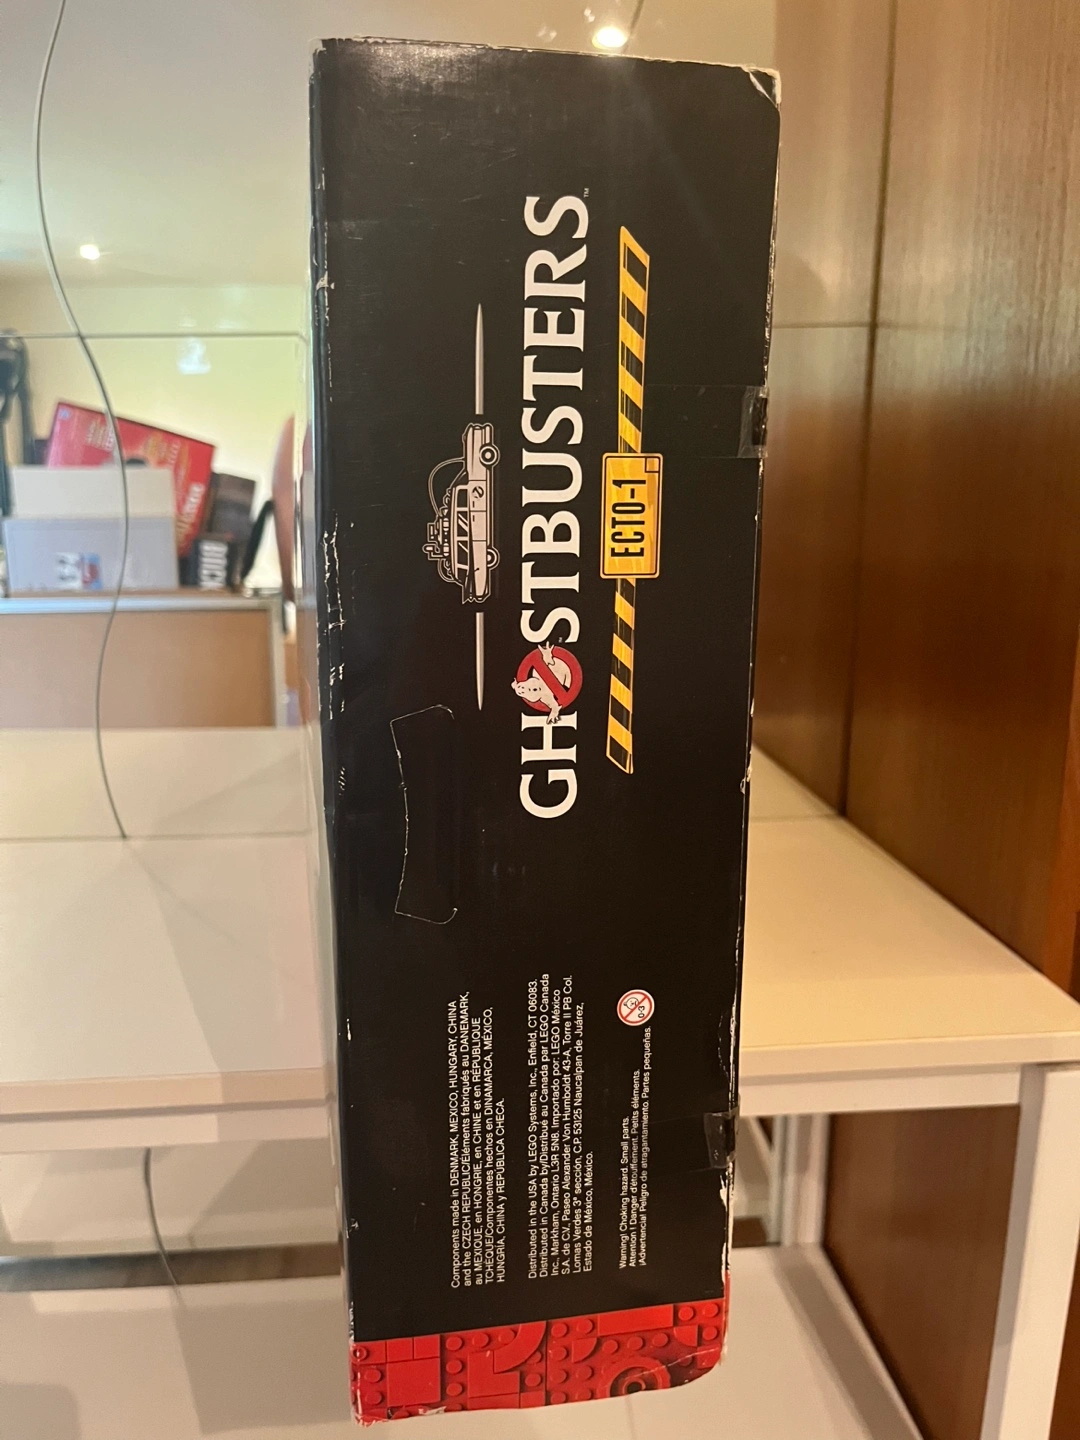 GHOSTBUSTERS™
ECTO-1
Components made in DENMARK, MEXICO, HUNGARY, CHINA
and the CZECH REPUBLIC/Éléments fabriqués au DANEMARK,
au MEXIQUE, en HONGRIE, en CHINE et en RÉPUBLIQUE
TCHÈQUE/Componentes hechos en DINAMARCA, MÉXICO,
HUNGRÍA, CHINA y REPÚBLICA CHECA.
Distributed in the USA by LEGO Systems, Inc., Enfield, CT 06083.
Distributed in Canada by/Distribué au Canada par LEGO Canada
Inc., Markham, Ontario L3R 5N8. Importado por: LEGO México
S.A. de C.V., Paseo Alexander Von Humboldt 43-A, Torre II PB Col.
Lomas Verdes 3ª sección, C.P. 53125 Naucalpan de Juárez,
Estado de México, México.
0-3
Warning! Choking hazard. Small parts.
Attention ! Danger d'étouffement. Petits éléments.
¡Advertencia! Peligro de atragantamiento. Partes pequeñas.